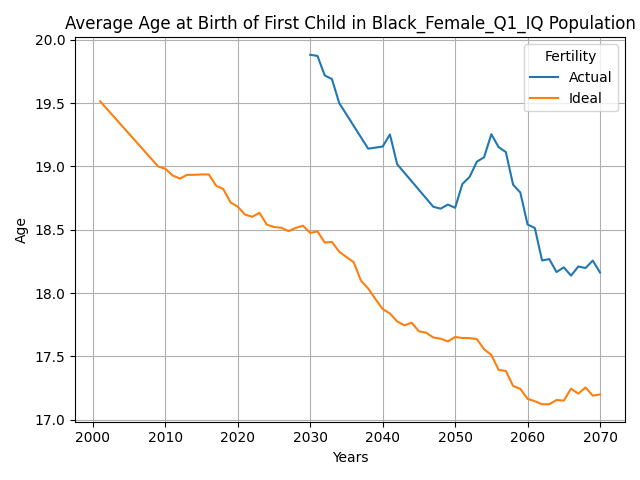 Average Age at Birth of First Child in Black_Female_Q1_IQ Population
Fertility
Actual
Ideal
20.0
19.5
19.0
18.5
18.0
17.5
17.0
Age
2000 2010 2020 2030 2040 2050 2060 2070
Years